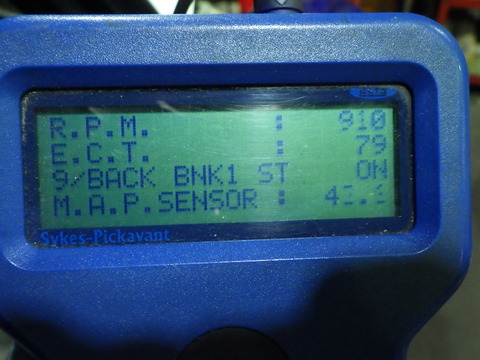 R.P.M. : 910
E.C.T. : 79
9/BACK BNK1 ST ON
M.A.P.SENSOR :
Sykes-Pickavant